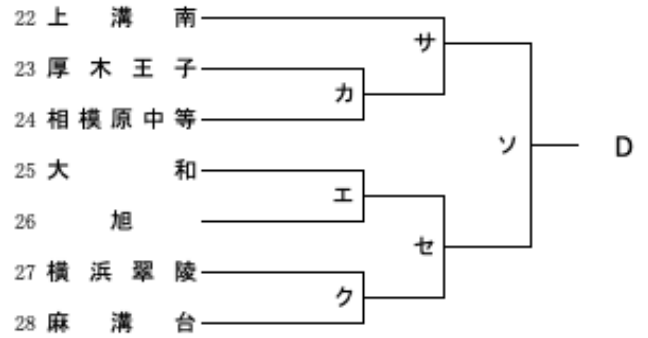 22 上溝南
サ
23 厚木王子
カ
24 相模原中等
ソ D
25 大和
エ
26 旭
セ
27 横浜翠陵
ク
28 麻溝台